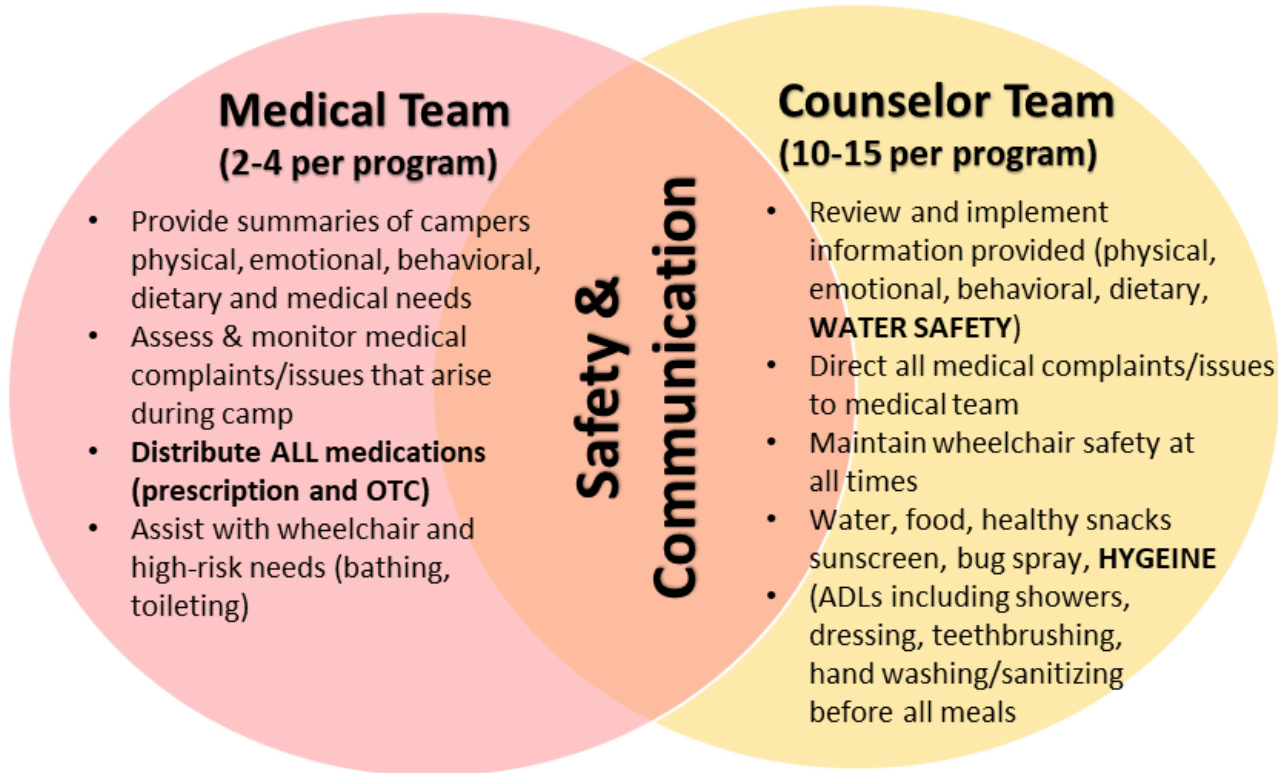 Medical Team
(2-4 per program)
• Provide summaries of campers
physical, emotional, behavioral,
dietary and medical needs
• Assess & monitor medical
complaints/issues that arise
during camp
• Distribute ALL medications
(prescription and OTC)
• Assist with wheelchair and
high-risk needs (bathing,
toileting)
Safety &
Communication
Counselor Team
(10-15 per program)
• Review and implement
information provided (physical,
emotional, behavioral, dietary,
WATER SAFETY)
• Direct all medical complaints/issues
to medical team
• Maintain wheelchair safety at
all times
• Water, food, healthy snacks
sunscreen, bug spray, HYGEINE
• (ADLs including showers,
dressing, teethbrushing,
hand washing/sanitizing
before all meals